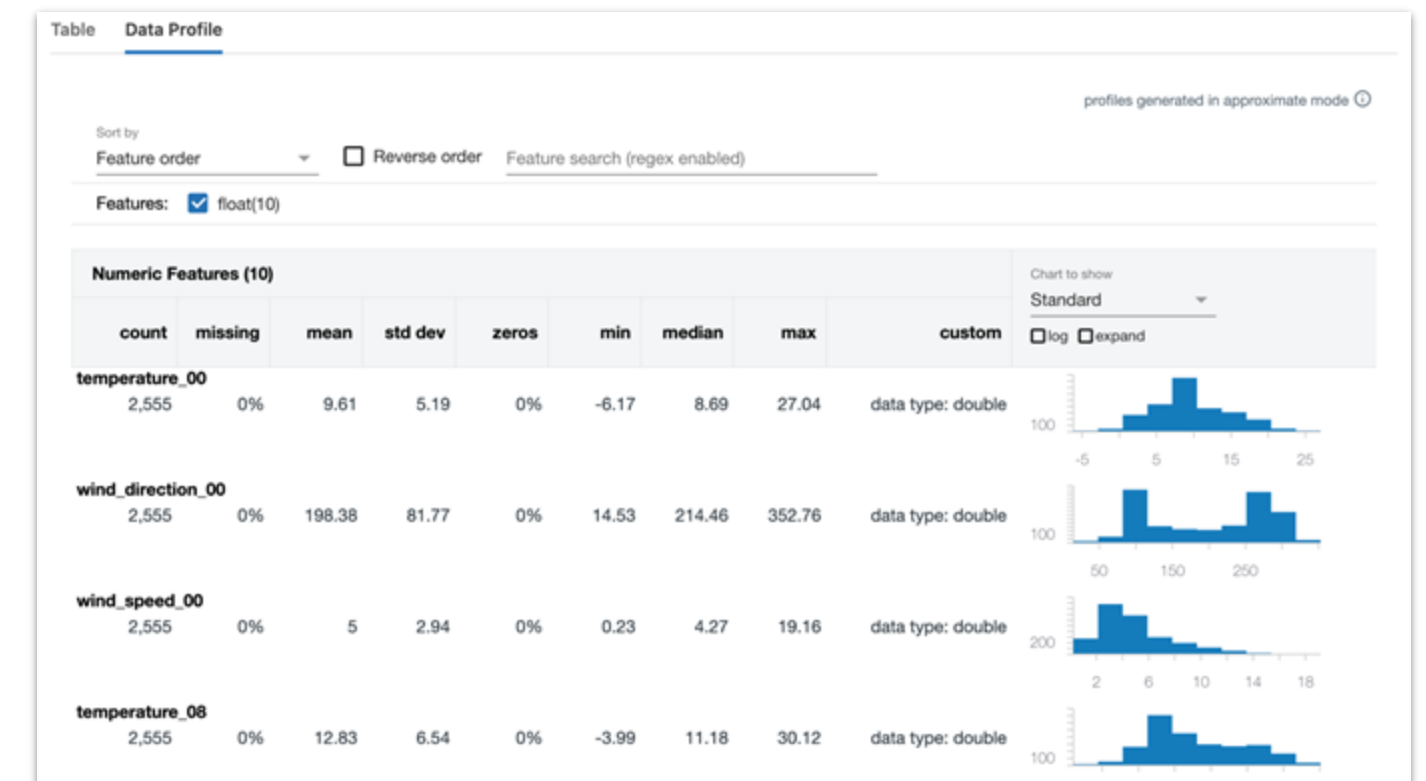 Table Data Profile
profiles generated in approximate mode
Sort by
Feature order Reverse order Feature search (regex enabled)
Features: float(10)
Numeric Features (10)
Chart to show
Standard
count missing mean std dev zeros min median max custom
log expand
temperature_00
2,555 0% 9.61 5.19 0% -6.17 8.69 27.04 data type: double
100
-5 5 15 25
wind_direction_00
2,555 0% 198.38 81.77 0% 14.53 214.46 352.76 data type: double
100
50 150 250
wind_speed_00
2,555 0% 5 2.94 0% 0.23 4.27 19.16 data type: double
200
2 6 10 14 18
temperature_08
2,555 0% 12.83 6.54 0% -3.99 11.18 30.12 data type: double
100